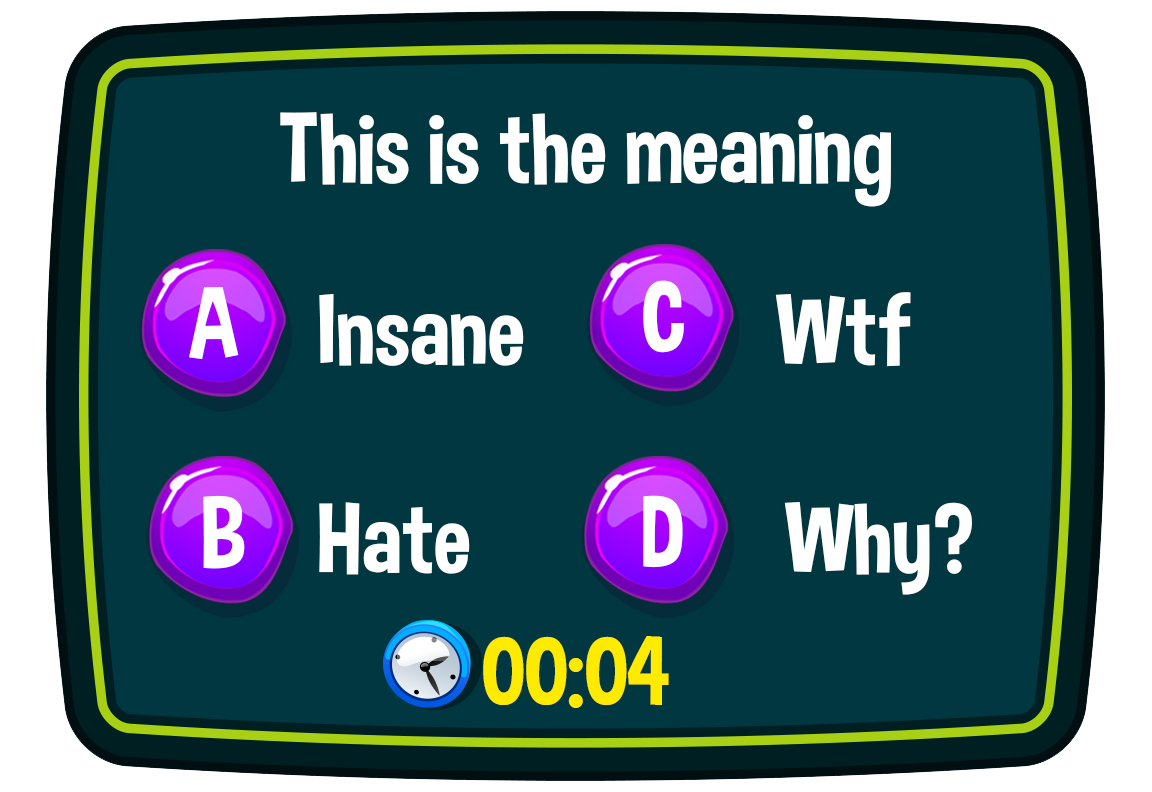 This is the meaning
A Insane
C Wtf
B Hate
D Why?
00:04